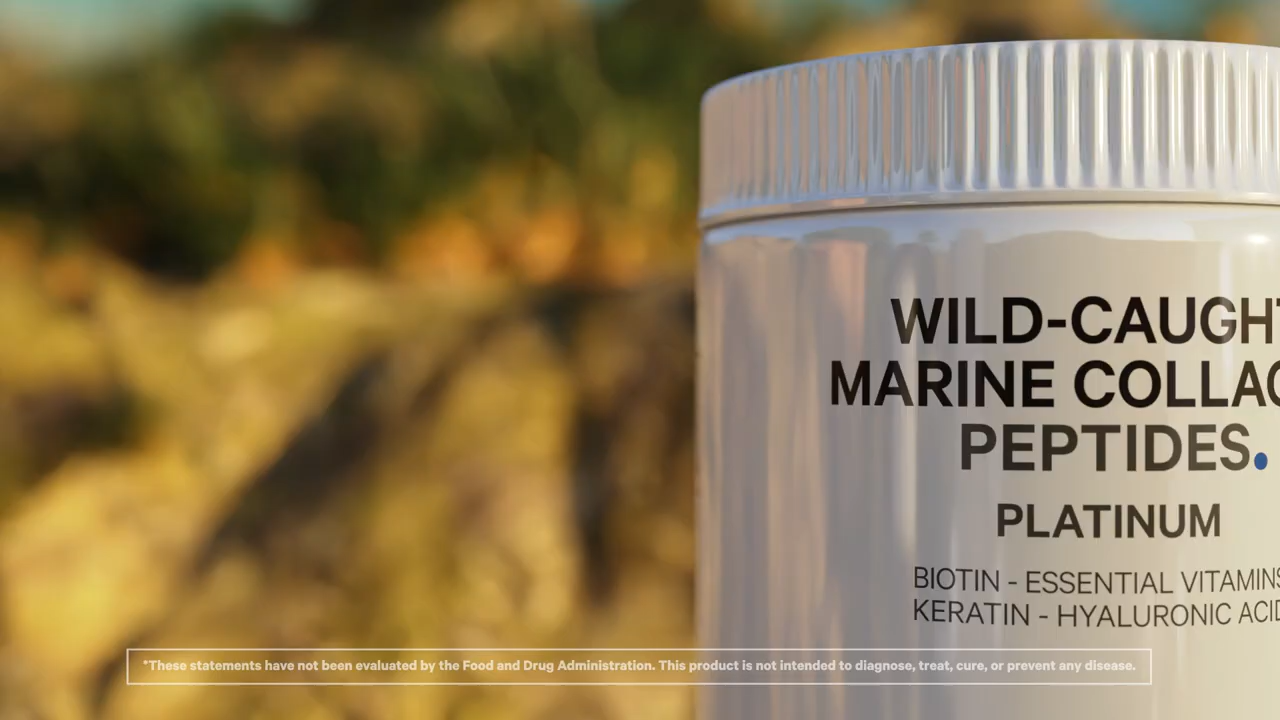 WILD-CAUGHT
MARINE COLLAG
PEPTIDES.
PLATINUM
BIOTIN - ESSENTIAL VITAMINS
KERATIN - HYALURONIC ACID
*These statements have not been evaluated by the Food and Drug Administration. This product is not intended to diagnose, treat, cure, or prevent any disease.